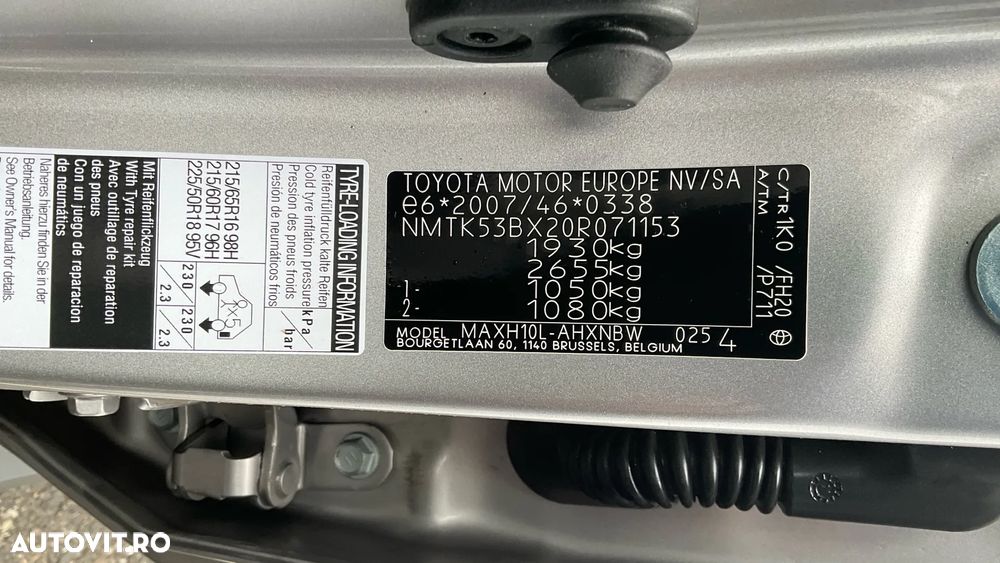 TOYOTA MOTOR EUROPE NV/SA
e6*2007/46*0338
NMTK53BX20R071153
1930kg
2655kg
1- 1050kg
2- 1080kg
MODEL MAXH10L-AHXNBW 0254
BOURGETLAAN 60, 1140 BRUSSELS, BELGIUM
C/TR 1K0 /FH20
A/TM /P711
TYRE-LOADING INFORMATION
Reifenfülldruck kalte Reifen
Cold tyre inflation pressure
Pression des pneus froids
Presión de neumáticos fríos
kPa/bar
215/65R16 98H
215/60R17 96H
225/50R18 95V
230/2.3
230/2.3
X5
Mit Reifenflickzeug
With Tyre repair kit
Avec outillage de réparation
des pneus
Con un juego de reparacion
de neumátics
Näheres hierzu finden Sie in der
Betriebsanleitung.
See Owner's Manual for details.
AUTOVIT.RO